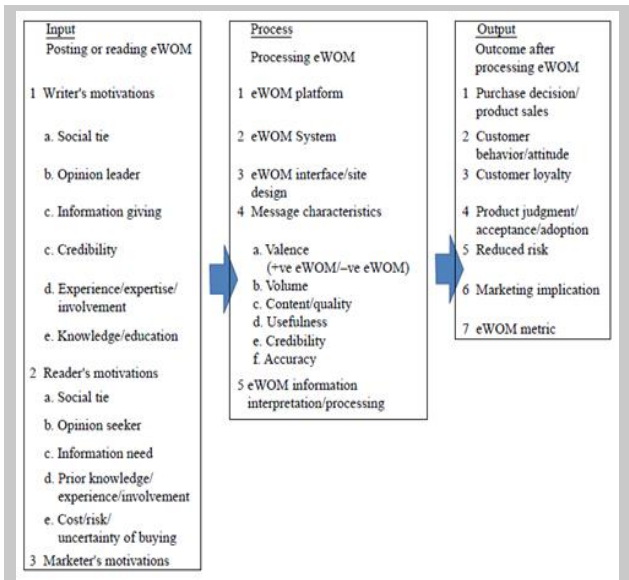 Input
Posting or reading eWOM
1 Writer's motivations
a. Social tie
b. Opinion leader
c. Information giving
c. Credibility
d. Experience/expertise/
involvement
e. Knowledge/education
2 Reader's motivations
a. Social tie
b. Opinion seeker
c. Information need
d. Prior knowledge/
experience/involvement
e. Cost/risk/
uncertainty of buying
3 Marketer's motivations
Process
Processing eWOM
1 eWOM platform
2 eWOM System
3 eWOM interface/site
design
4 Message characteristics
a. Valence
(+ve eWOM/–ve eWOM)
b. Volume
c. Content/quality
d. Usefulness
e. Credibility
f. Accuracy
5 eWOM information
interpretation/processing
Output
Outcome after
processing eWOM
1 Purchase decision/
product sales
2 Customer
behavior/attitude
3 Customer loyalty
4 Product judgment/
acceptance/adoption
5 Reduced risk
6 Marketing implication
7 eWOM metric